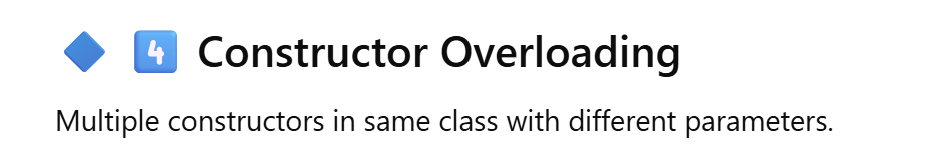 🔷 4️⃣ Constructor Overloading
Multiple constructors in same class with different parameters.